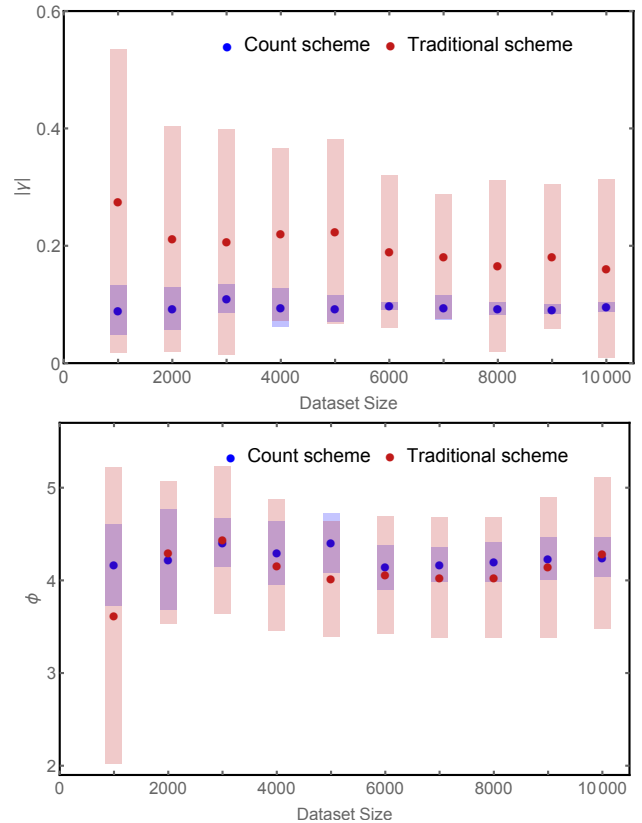 0.6
Count scheme Traditional scheme
0.4
|γ|
0.2
0
0 2000 4000 6000 8000 10 000
Dataset Size
Count scheme Traditional scheme
5
4
ϕ
3
2
0 2000 4000 6000 8000 10 000
Dataset Size